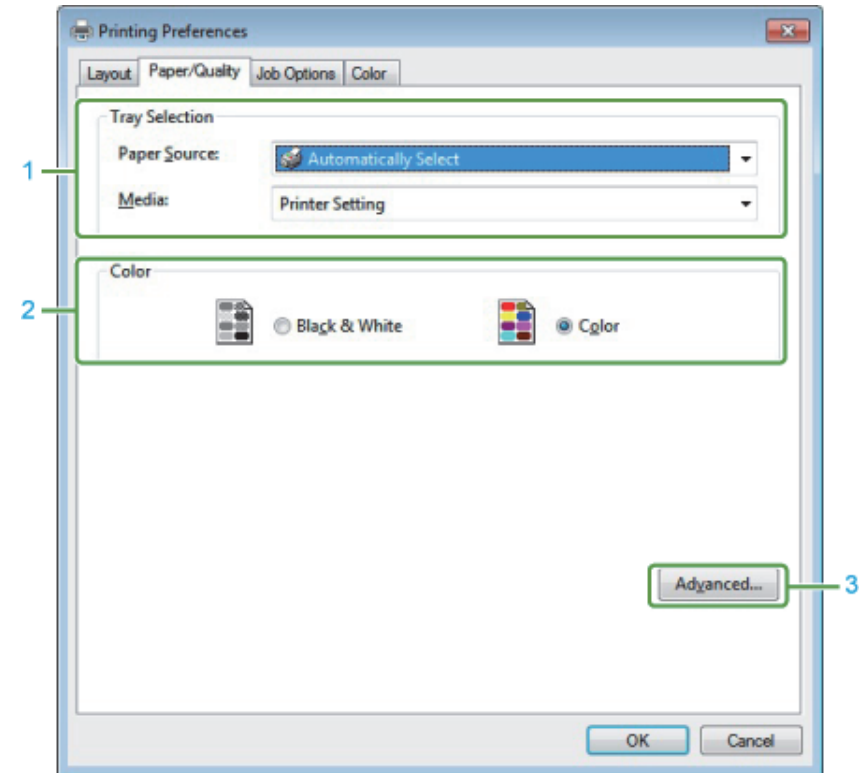 Printing Preferences
Layout Paper/Quality Job Options Color
Tray Selection
1
Paper Source: Automatically Select
Media: Printer Setting
Color
2
Black & White Color
Advanced... 3
OK Cancel